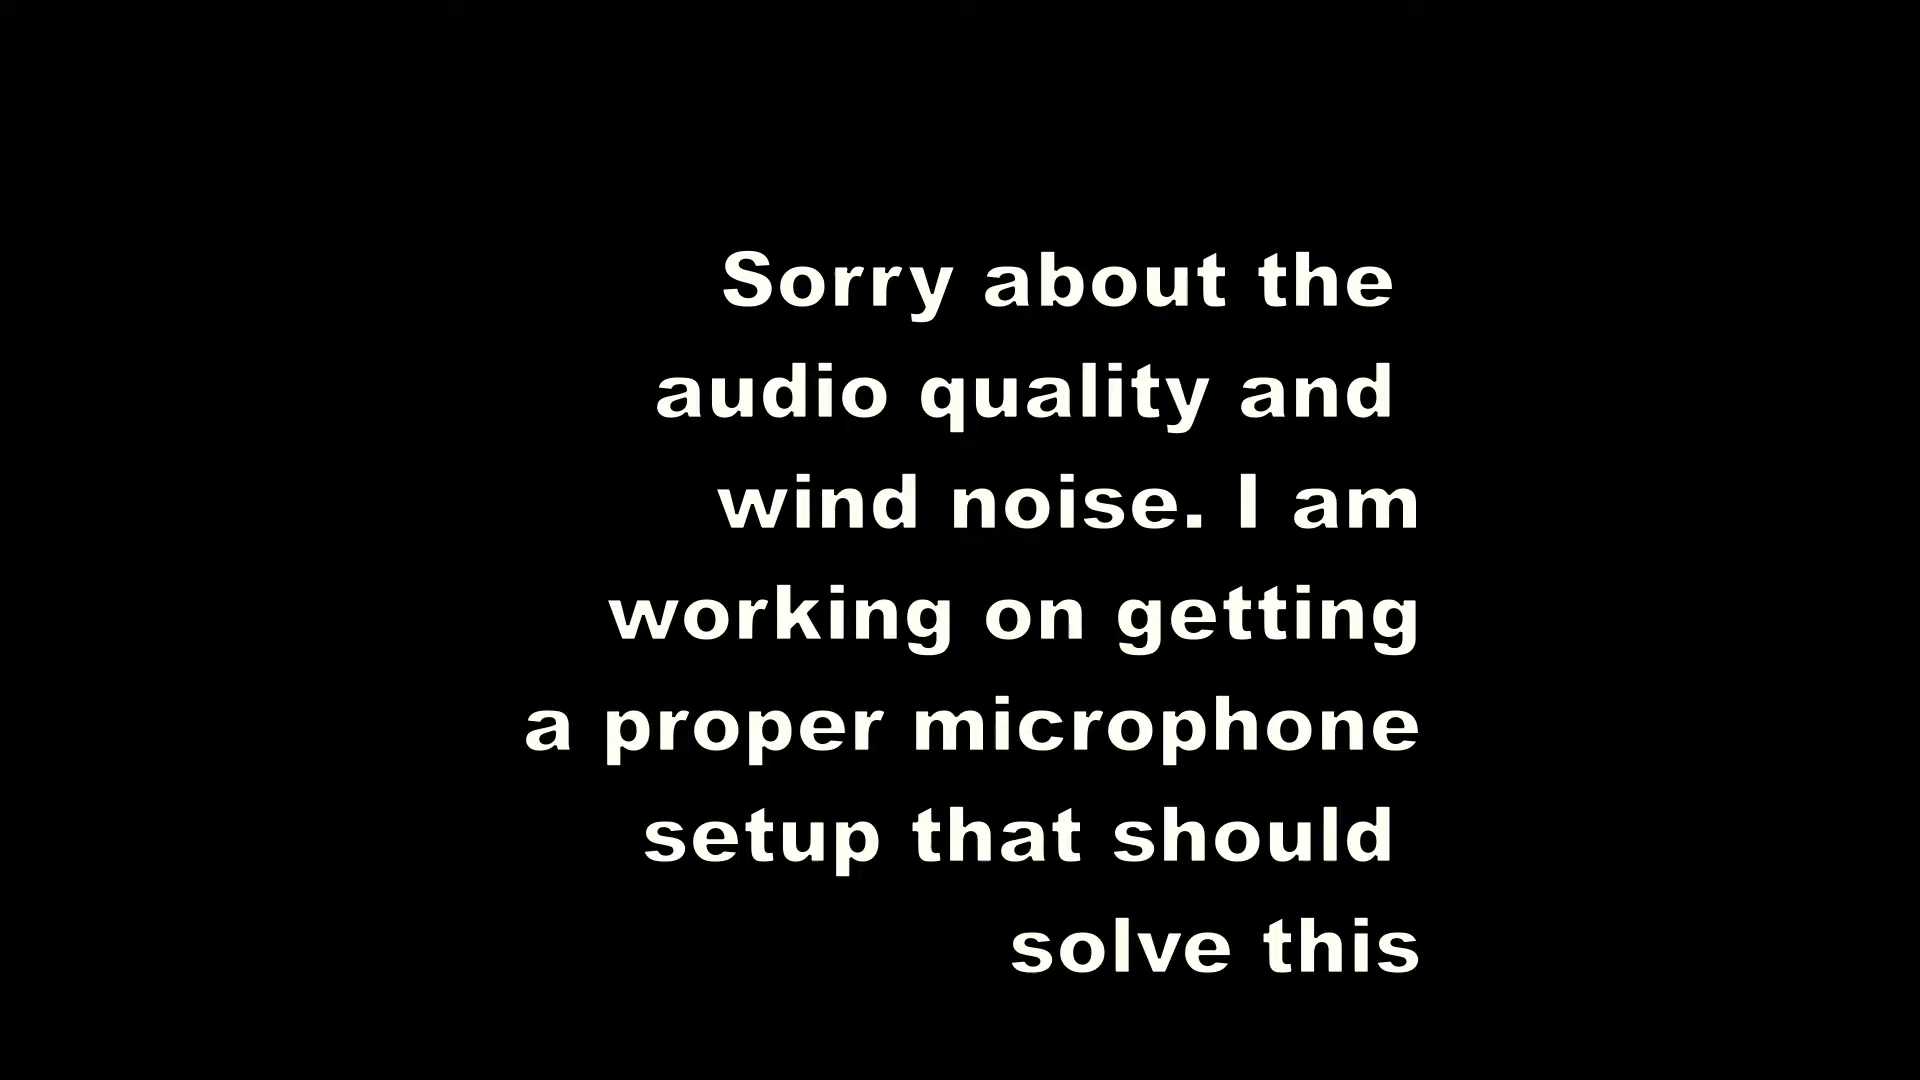 Sorry about the
audio quality and
wind noise. I am
working on getting
a proper microphone
setup that should
solve this